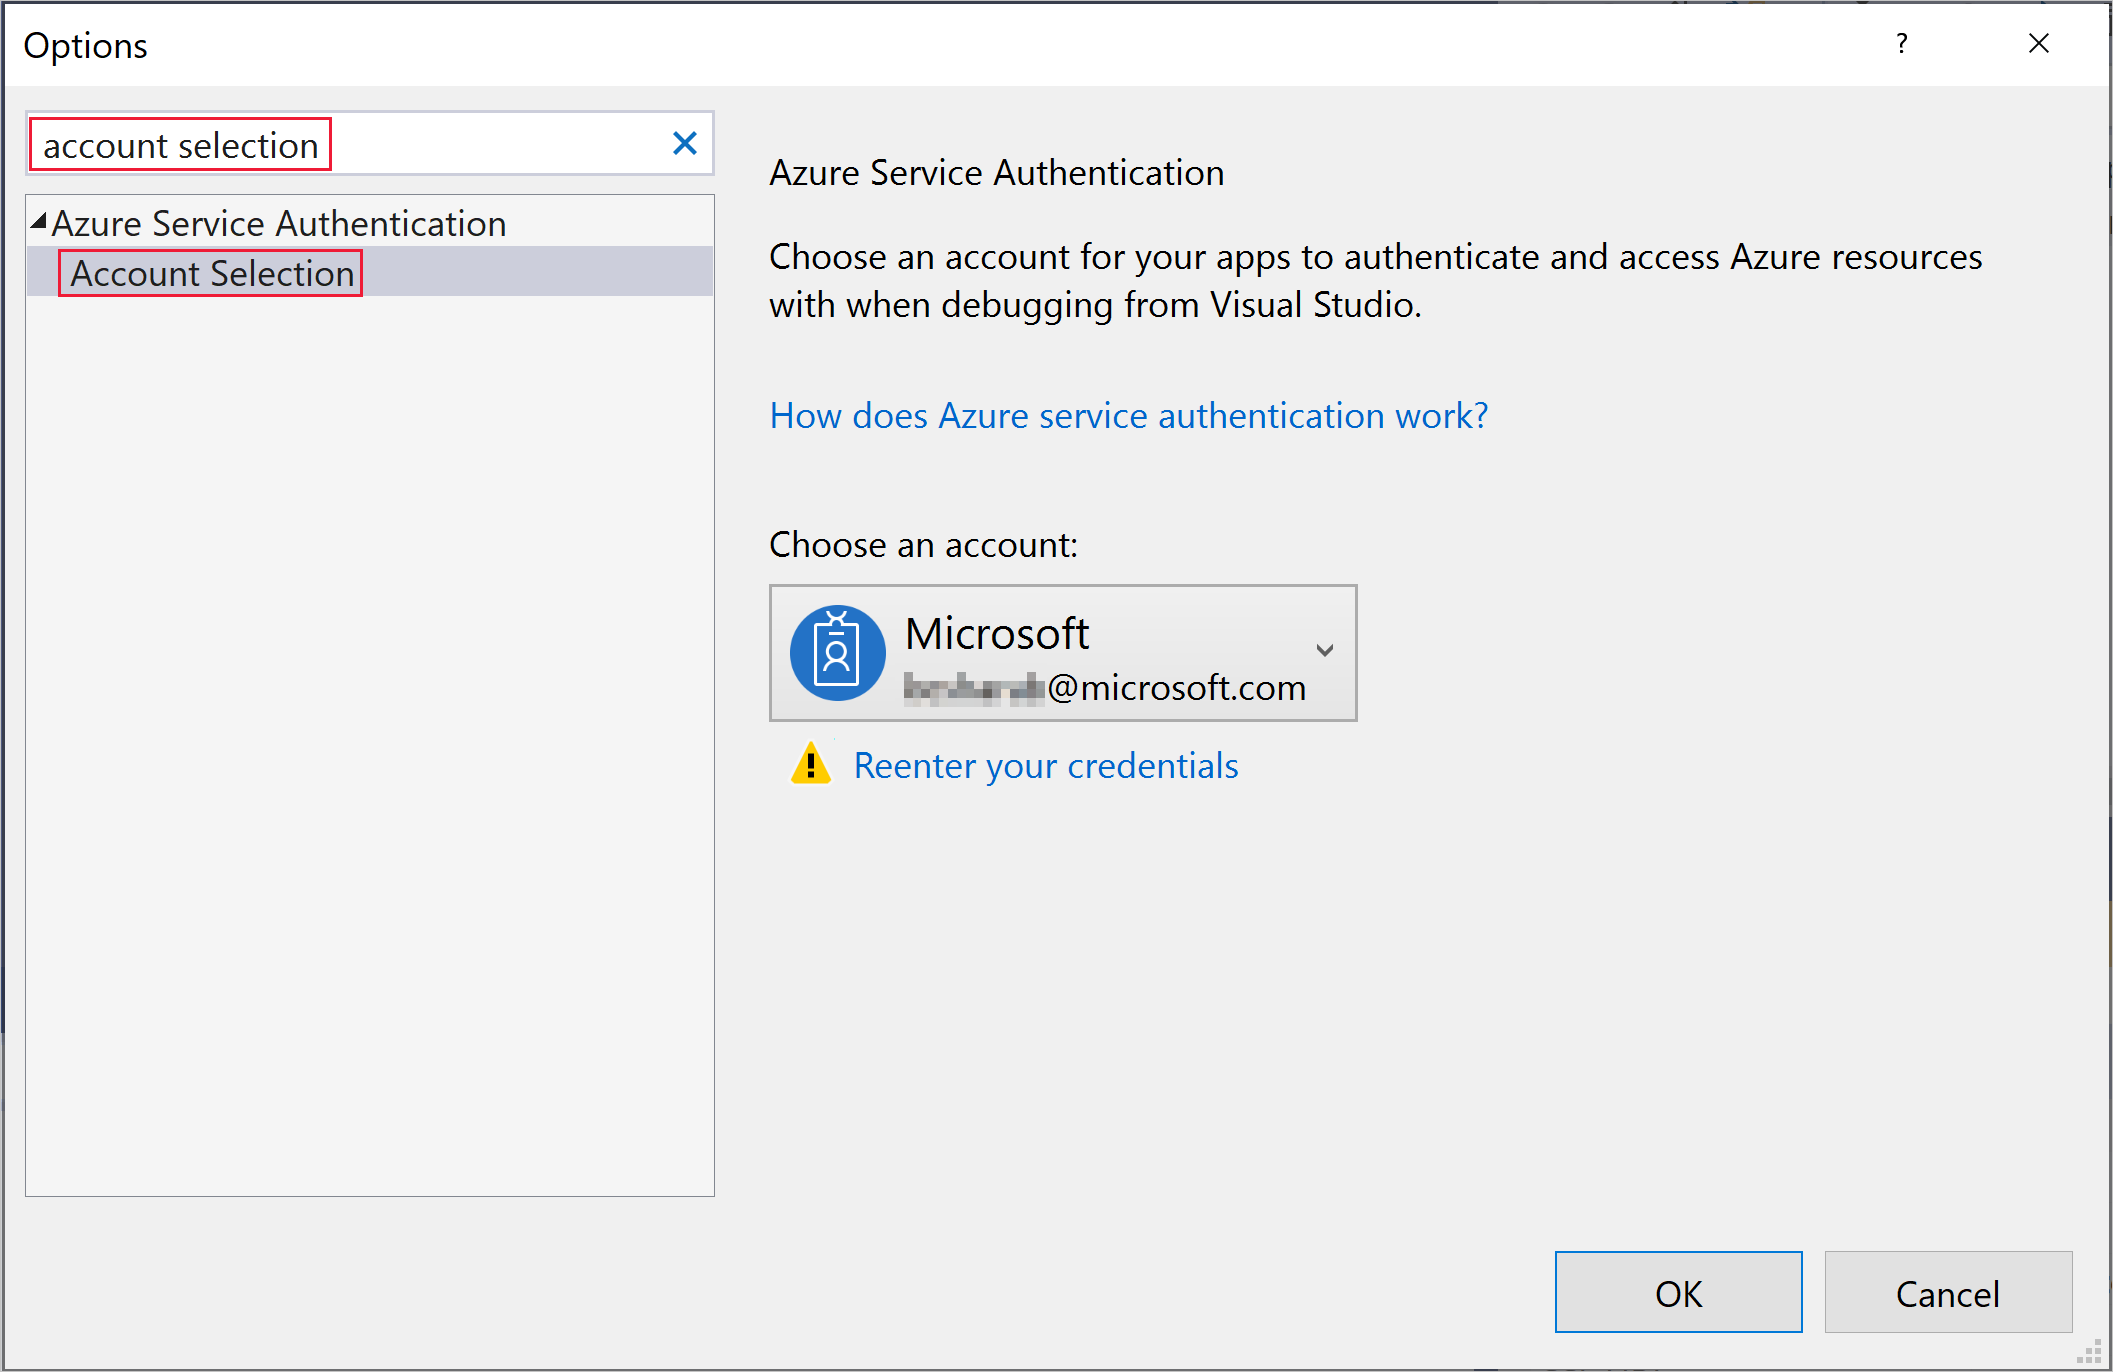 Options
?
account selection
Azure Service Authentication
Account Selection
Azure Service Authentication
Choose an account for your apps to authenticate and access Azure resources
with when debugging from Visual Studio.
How does Azure service authentication work?
Choose an account:
Microsoft
@microsoft.com
Reenter your credentials
OK
Cancel